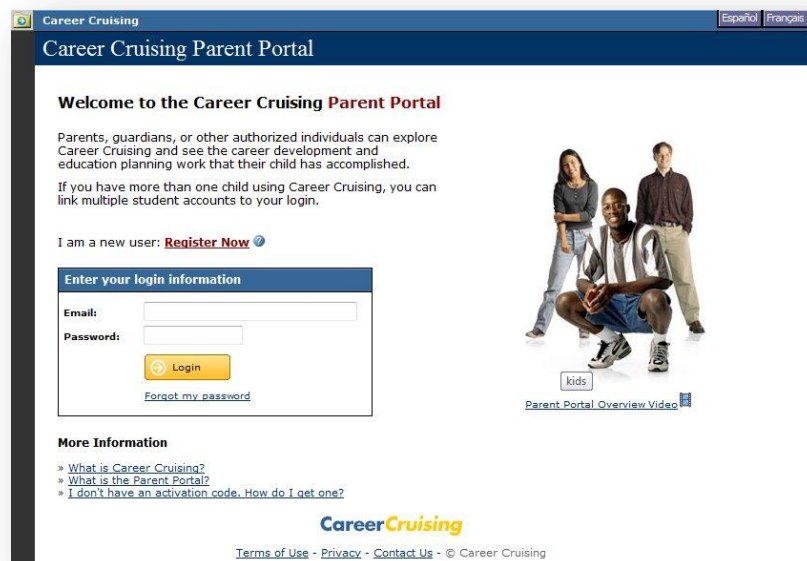 Career Cruising
Español Français
Career Cruising Parent Portal
Welcome to the Career Cruising Parent Portal
Parents, guardians, or other authorized individuals can explore
Career Cruising and see the career development and
education planning work that their child has accomplished.
If you have more than one child using Career Cruising, you can
link multiple student accounts to your login.
I am a new user: Register Now ?
Enter your login information
Email:
Password:
Login
Forgot my password
kids
Parent Portal Overview Video
More Information
» What is Career Cruising?
» What is the Parent Portal?
» I don't have an activation code. How do I get one?
CareerCruising
Terms of Use - Privacy - Contact Us - © Career Cruising